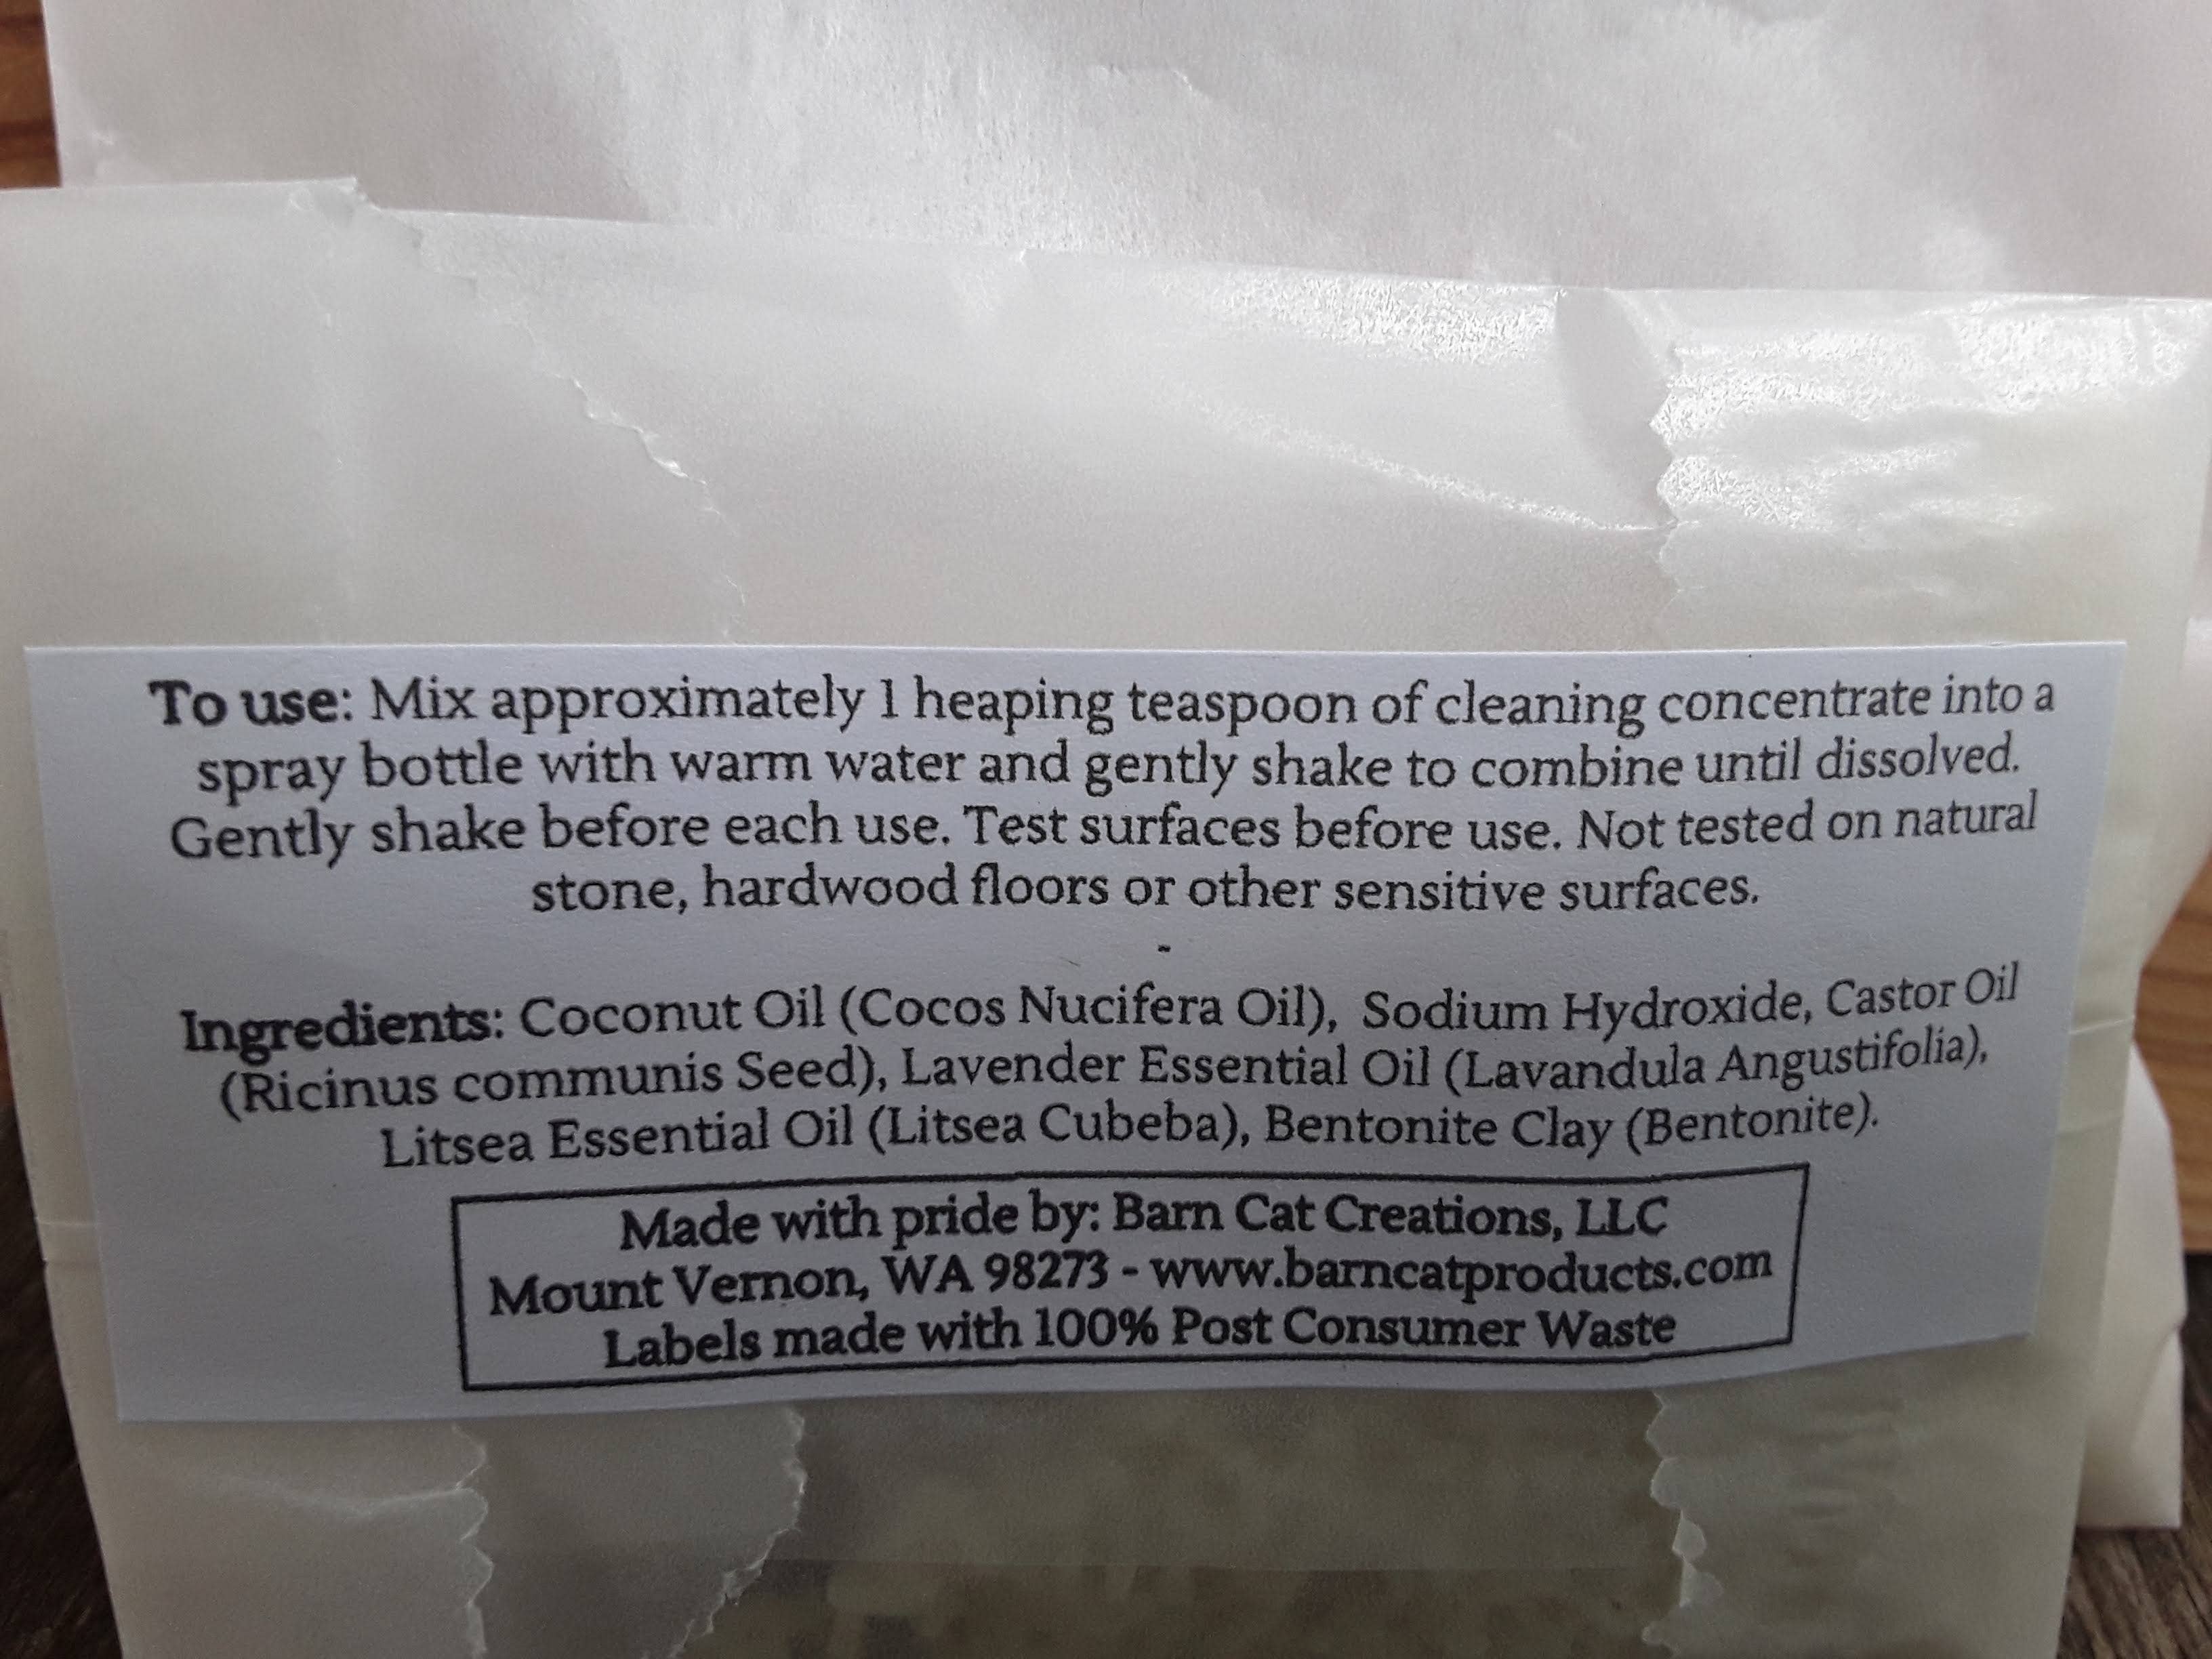 To use: Mix approximately 1 heaping teaspoon of cleaning concentrate into a
spray bottle with warm water and gently shake to combine until dissolved.
Gently shake before each use. Test surfaces before use. Not tested on natural
stone, hardwood floors or other sensitive surfaces.
-
Ingredients: Coconut Oil (Cocos Nucifera Oil), Sodium Hydroxide, Castor Oil
(Ricinus communis Seed), Lavender Essential Oil (Lavandula Angustifolia),
Litsea Essential Oil (Litsea Cubeba), Bentonite Clay (Bentonite).
Made with pride by: Barn Cat Creations, LLC
Mount Vernon, WA 98273 - www.barncatproducts.com
Labels made with 100% Post Consumer Waste